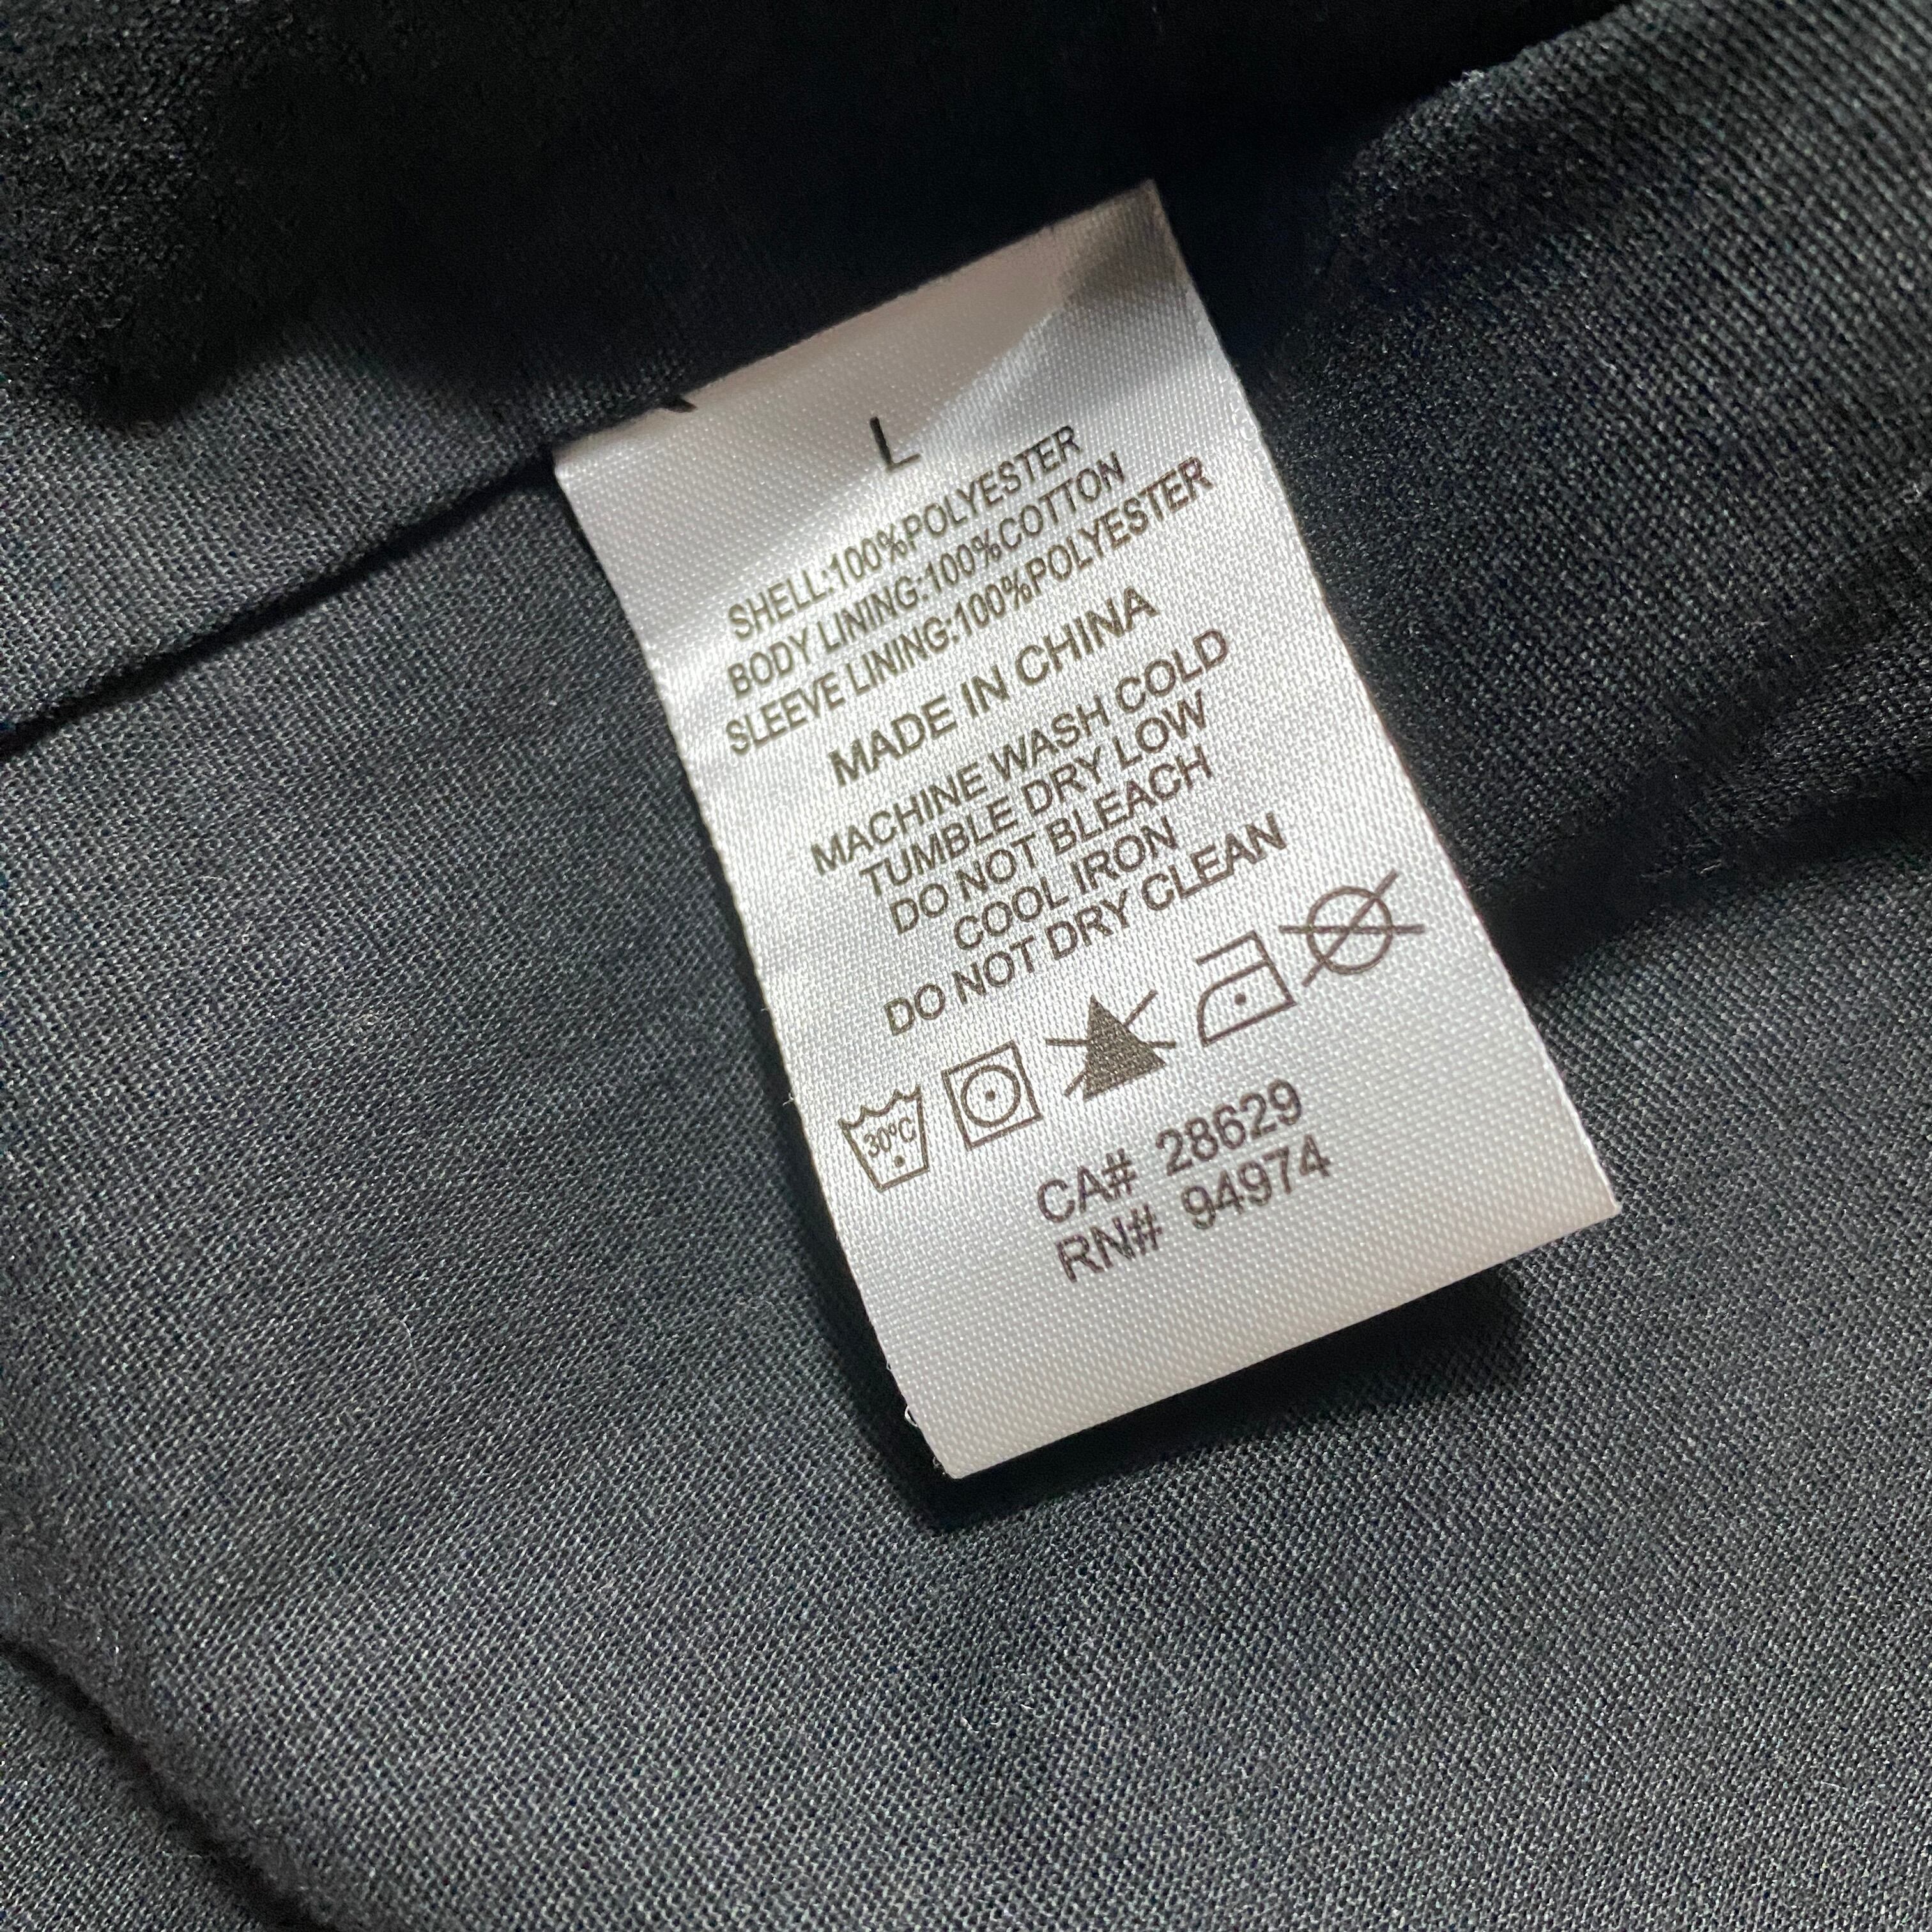 L
SHELL:100%POLYESTER
BODY LINING:100%COTTON
SLEEVE LINING:100%POLYESTER
MADE IN CHINA
MACHINE WASH COLD
TUMBLE DRY LOW
DO NOT BLEACH
COOL IRON
DO NOT DRY CLEAN
30°C
CA# 28629
RN# 94974